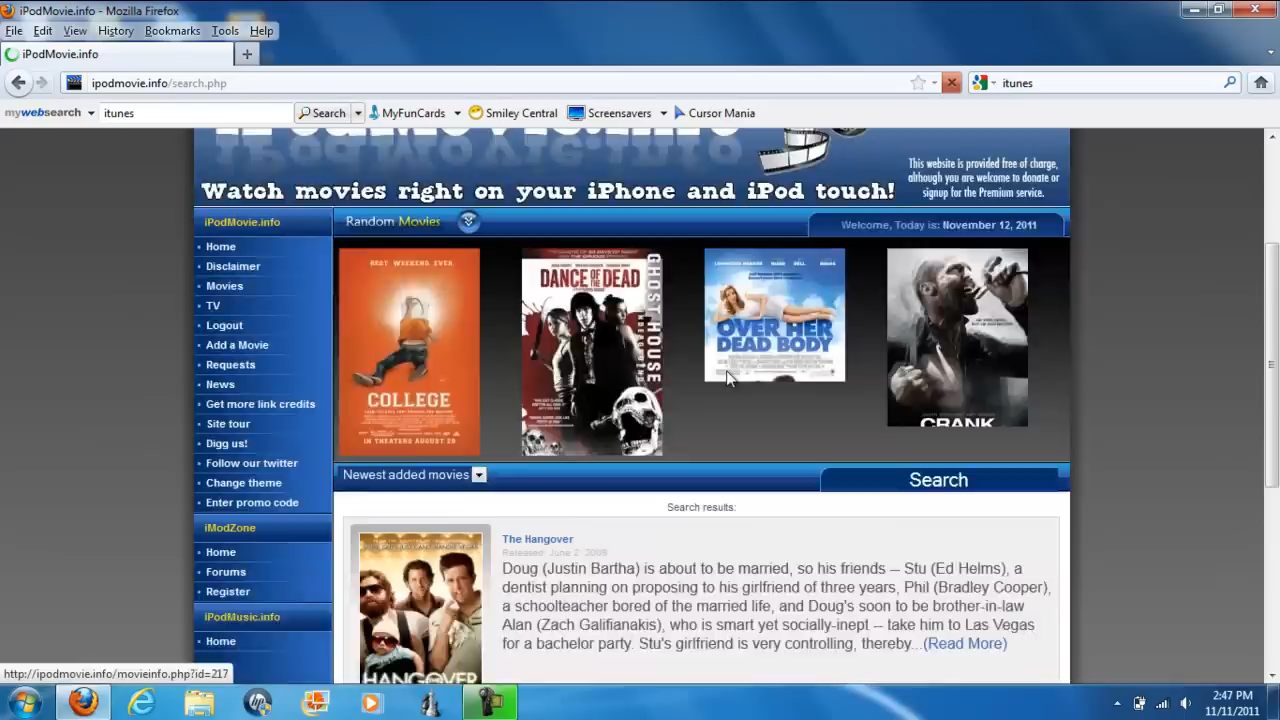 iPodMovie.info - Mozilla Firefox
File Edit View History Bookmarks Tools Help
iPodMovie.info
ipodmovie.info/search.php
itunes
mywebsearch itunes Search MyFunCards Smiley Central Screensavers Cursor Mania
This website is provided free of charge,
although you are welcome to donate or
signup for the Premium service.
Watch movies right on your iPhone and iPod touch!
iPodMovie.info
Random Movies
Welcome, Today is: November 12, 2011
Home
Disclaimer
Movies
TV
Logout
Add a Movie
Requests
News
Get more link credits
Site tour
Digg us!
Follow our twitter
Change theme
Enter promo code
iModZone
Home
Forums
Register
iPodMusic.info
Home
BEST WEEKEND EVER
COLLEGE
IN THEATERS AUGUST 29
DANCE OF THE DEAD
GHOST HOUSE
OVER HER
DEAD BODY
CRANK
Newest added movies
Search
Search results:
The Hangover
Released: June 2, 2009
Doug (Justin Bartha) is about to be married, so his friends -- Stu (Ed Helms), a
dentist planning on proposing to his girlfriend of three years, Phil (Bradley Cooper),
a schoolteacher bored of the married life, and Doug's soon to be brother-in-law
Alan (Zach Galifianakis), who is smart yet socially-inept -- take him to Las Vegas
for a bachelor party. Stu's girlfriend is very controlling, thereby...(Read More)
HANGOVER
http://ipodmovie.info/movieinfo.php?id=217
2:47 PM
11/11/2011